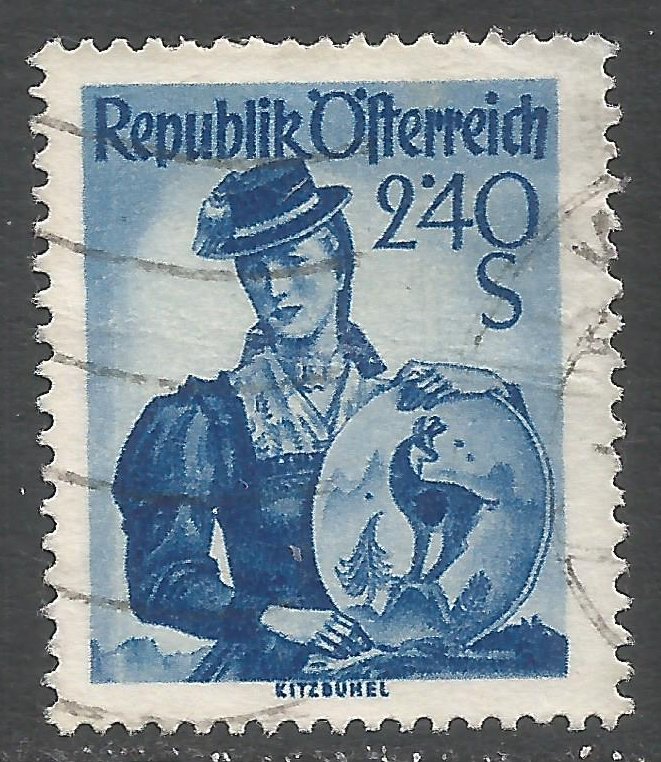 Republik Öſterreich
2·40
S
KITZBÜHEL